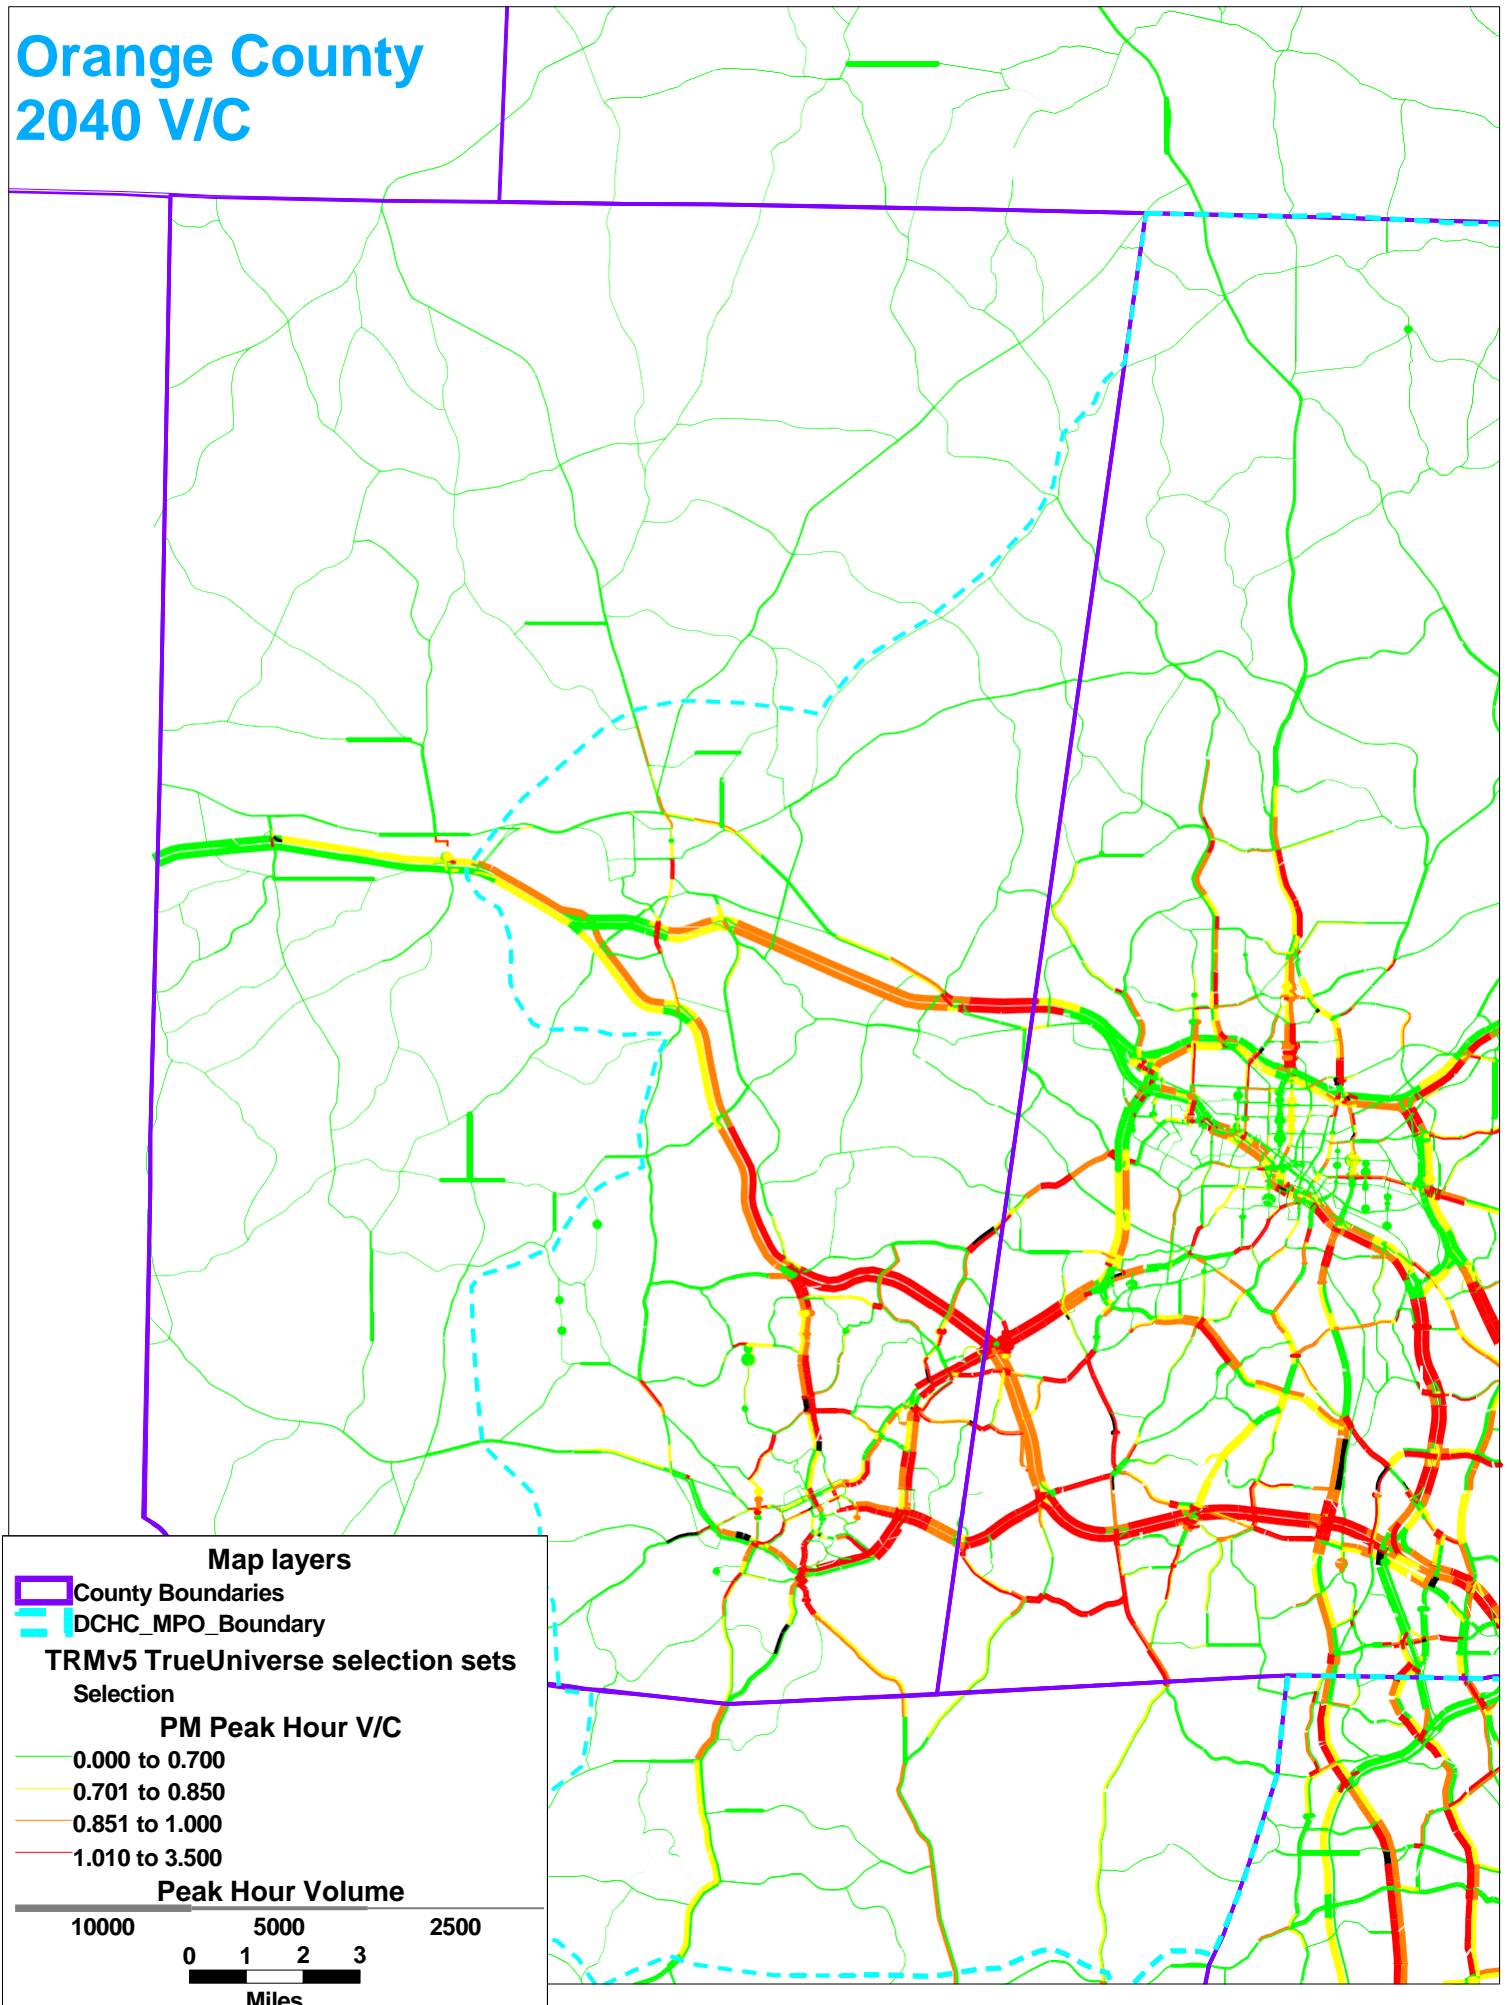 Orange County
2040 V/C
Map layers
County Boundaries
DCHC_MPO_Boundary
TRMv5 TrueUniverse selection sets
Selection
PM Peak Hour V/C
0.000 to 0.700
0.701 to 0.850
0.851 to 1.000
1.010 to 3.500
Peak Hour Volume
10000 5000 2500
0 1 2 3
Miles